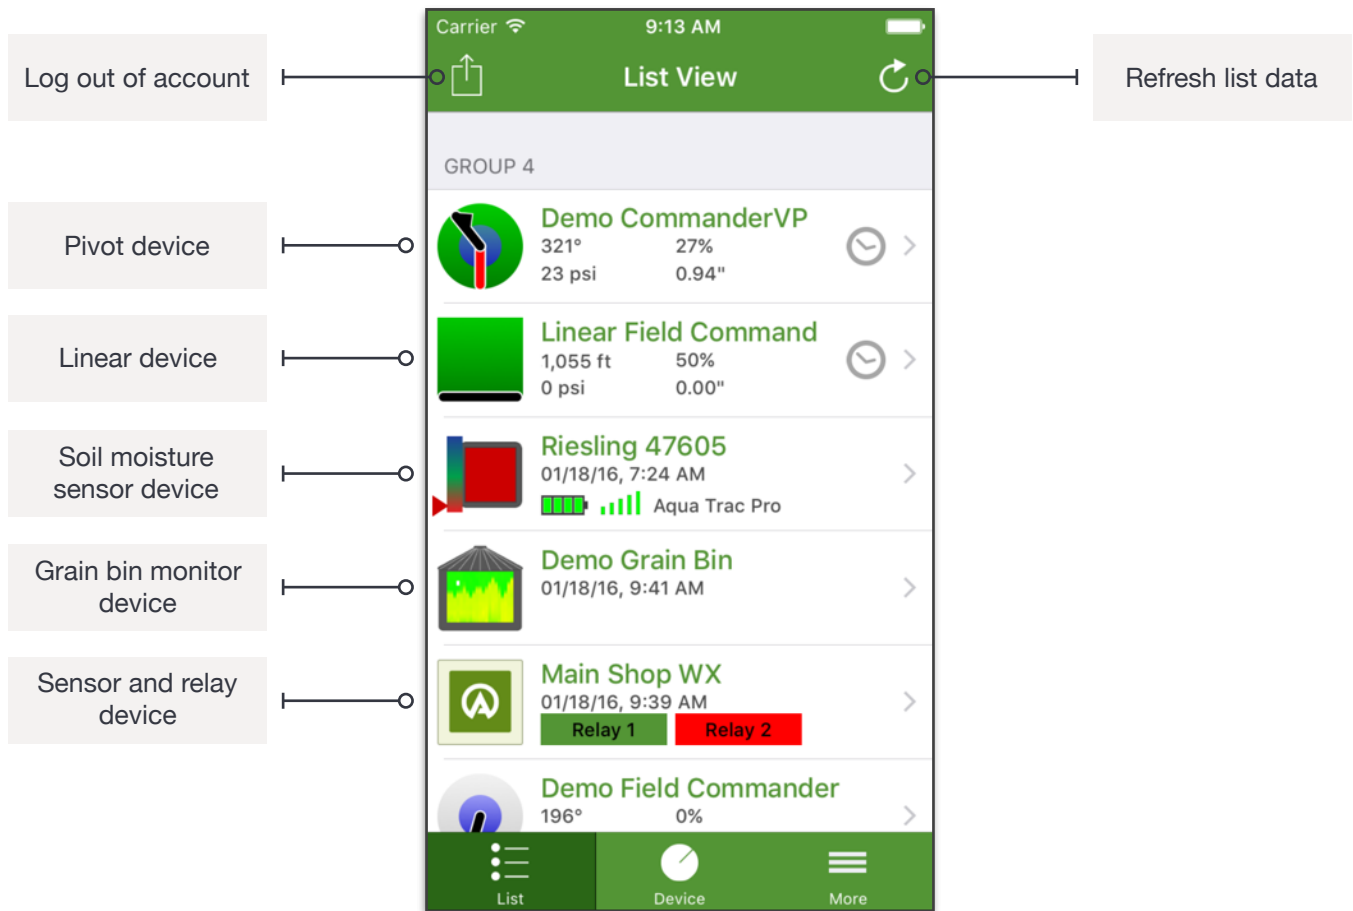 Carrier 9:13 AM
Log out of account
List View
Refresh list data
GROUP 4
Pivot device
Demo CommanderVP
321° 27%
23 psi 0.94"
Linear device
Linear Field Command
1,055 ft 50%
0 psi 0.00"
Soil moisture
sensor device
Riesling 47605
01/18/16, 7:24 AM
Aqua Trac Pro
Grain bin monitor
device
Demo Grain Bin
01/18/16, 9:41 AM
Sensor and relay
device
Main Shop WX
01/18/16, 9:39 AM
Relay 1 Relay 2
Demo Field Commander
196° 0%
List Device More